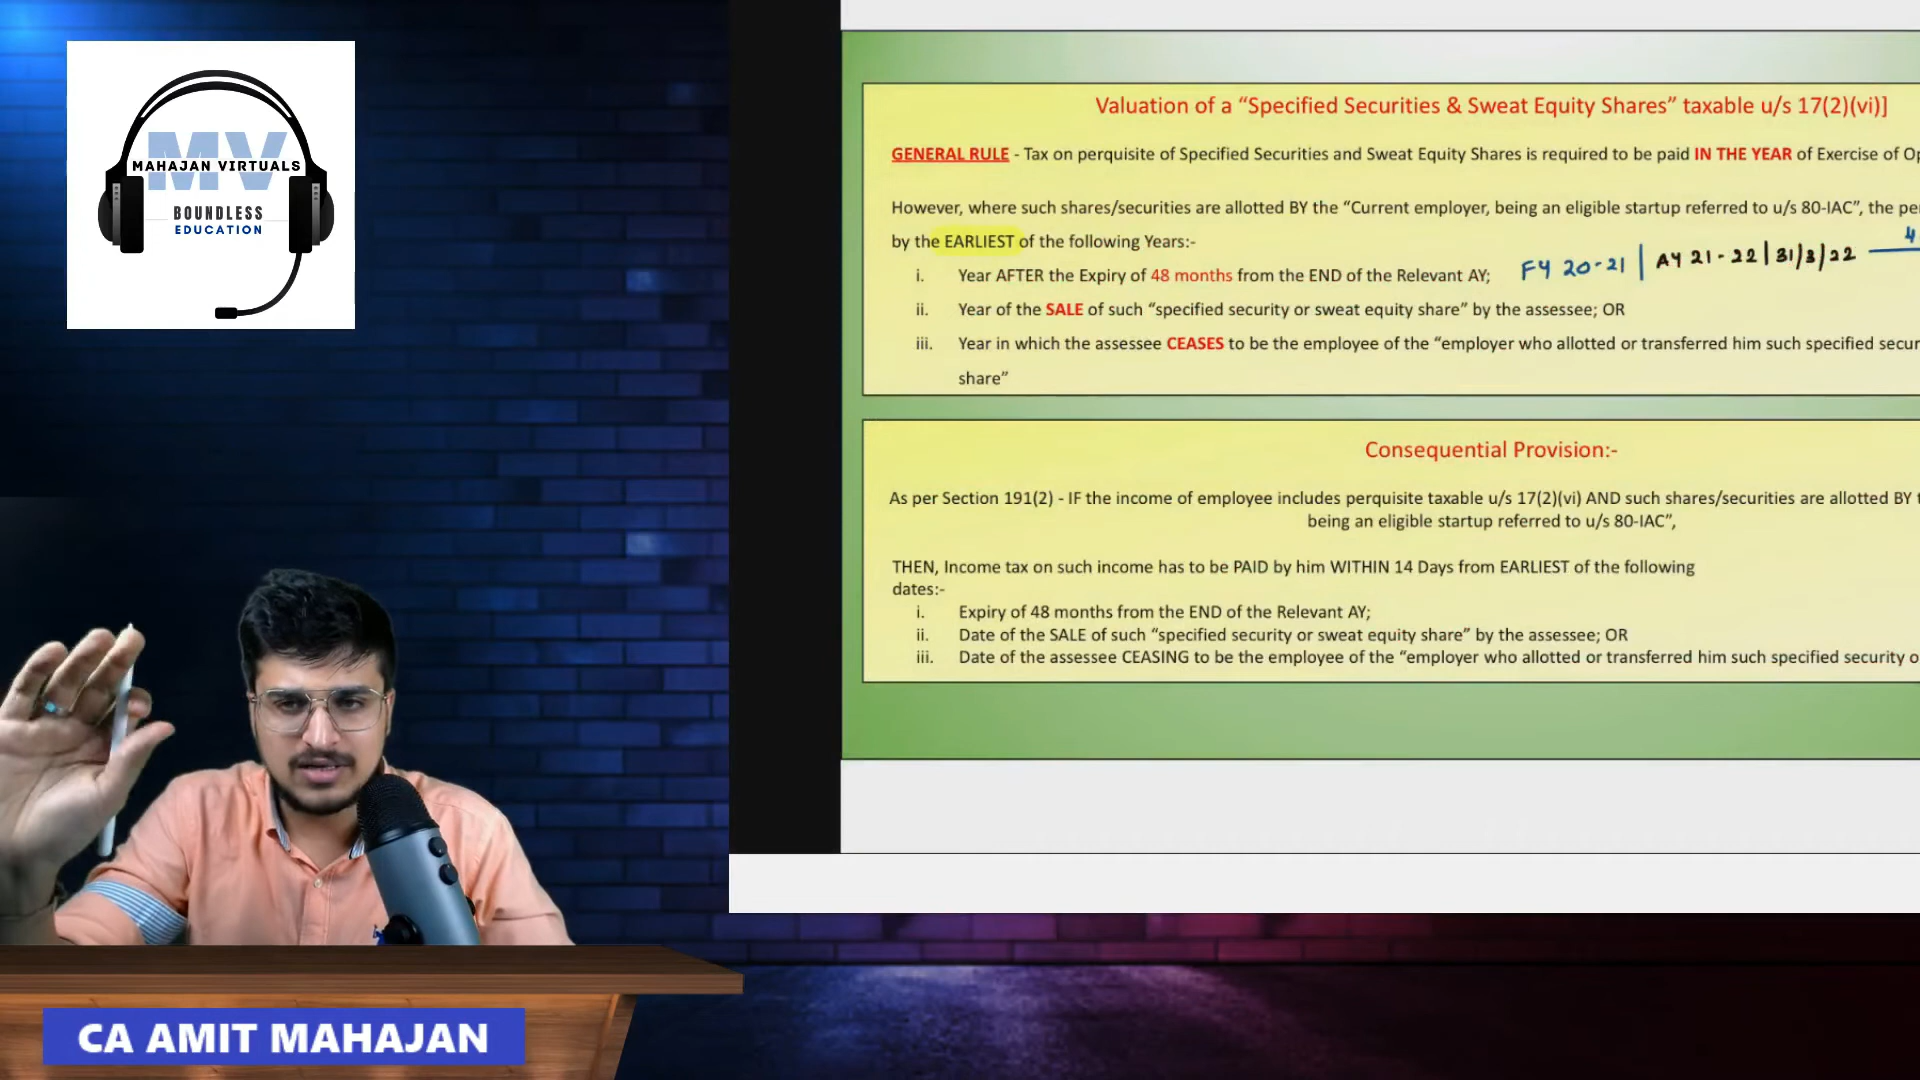 MV
MAHAJAN VIRTUALS
BOUNDLESS
EDUCATION
Valuation of a “Specified Securities & Sweat Equity Shares” taxable u/s 17(2)(vi)]
GENERAL RULE - Tax on perquisite of Specified Securities and Sweat Equity Shares is required to be paid IN THE YEAR of Exercise of Op
However, where such shares/securities are allotted BY the “Current employer, being an eligible startup referred to u/s 80-IAC”, the pe
by the EARLIEST of the following Years:-
i. Year AFTER the Expiry of 48 months from the END of the Relevant AY;
FY 20-21 | AY 21-22 | 31/3/22
4
ii. Year of the SALE of such “specified security or sweat equity share” by the assessee; OR
iii. Year in which the assessee CEASES to be the employee of the “employer who allotted or transferred him such specified secur
share”
Consequential Provision:-
As per Section 191(2) - IF the income of employee includes perquisite taxable u/s 17(2)(vi) AND such shares/securities are allotted BY
being an eligible startup referred to u/s 80-IAC”,
THEN, Income tax on such income has to be PAID by him WITHIN 14 Days from EARLIEST of the following
dates:-
i. Expiry of 48 months from the END of the Relevant AY;
ii. Date of the SALE of such “specified security or sweat equity share” by the assessee; OR
iii. Date of the assessee CEASING to be the employee of the “employer who allotted or transferred him such specified security o
CA AMIT MAHAJAN